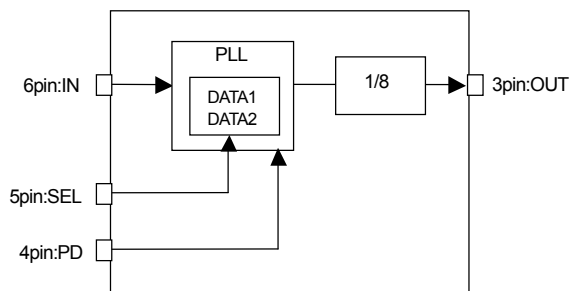 PLL
6pin:IN
1/8
3pin:OUT
DATA1
DATA2
5pin:SEL
4pin:PD